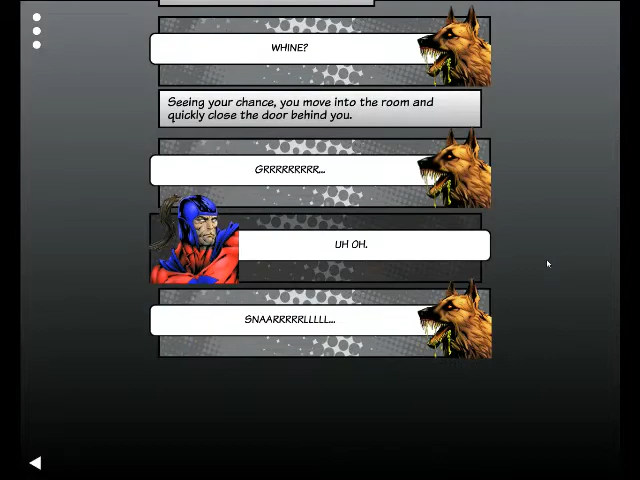 WHINE?
Seeing your chance, you move into the room and
quickly close the door behind you.
GRRRRRRRRR...
UH OH.
SNAARRRRRLLLLL...